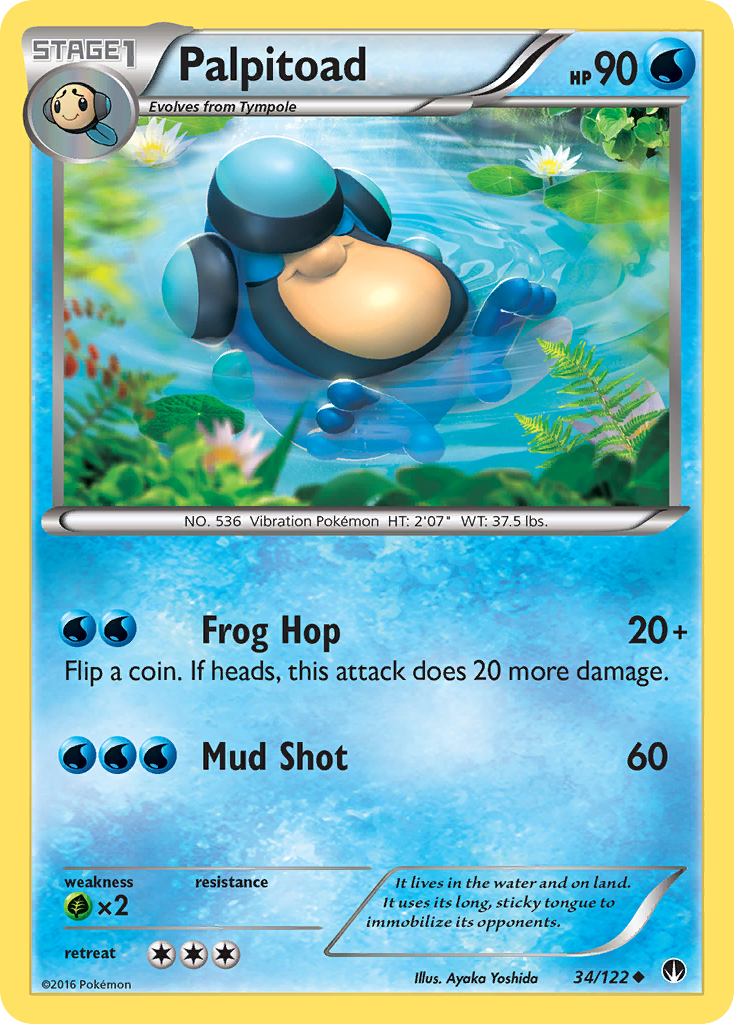 STAGE1
Palpitoad
HP 90
Evolves from Tympole
NO. 536 Vibration Pokémon HT: 2'07" WT: 37.5 lbs.
Frog Hop 20+
Flip a coin. If heads, this attack does 20 more damage.
Mud Shot 60
weakness resistance
×2
retreat
It lives in the water and on land.
It uses its long, sticky tongue to
immobilize its opponents.
©2016 Pokémon
Illus. Ayaka Yoshida
34/122